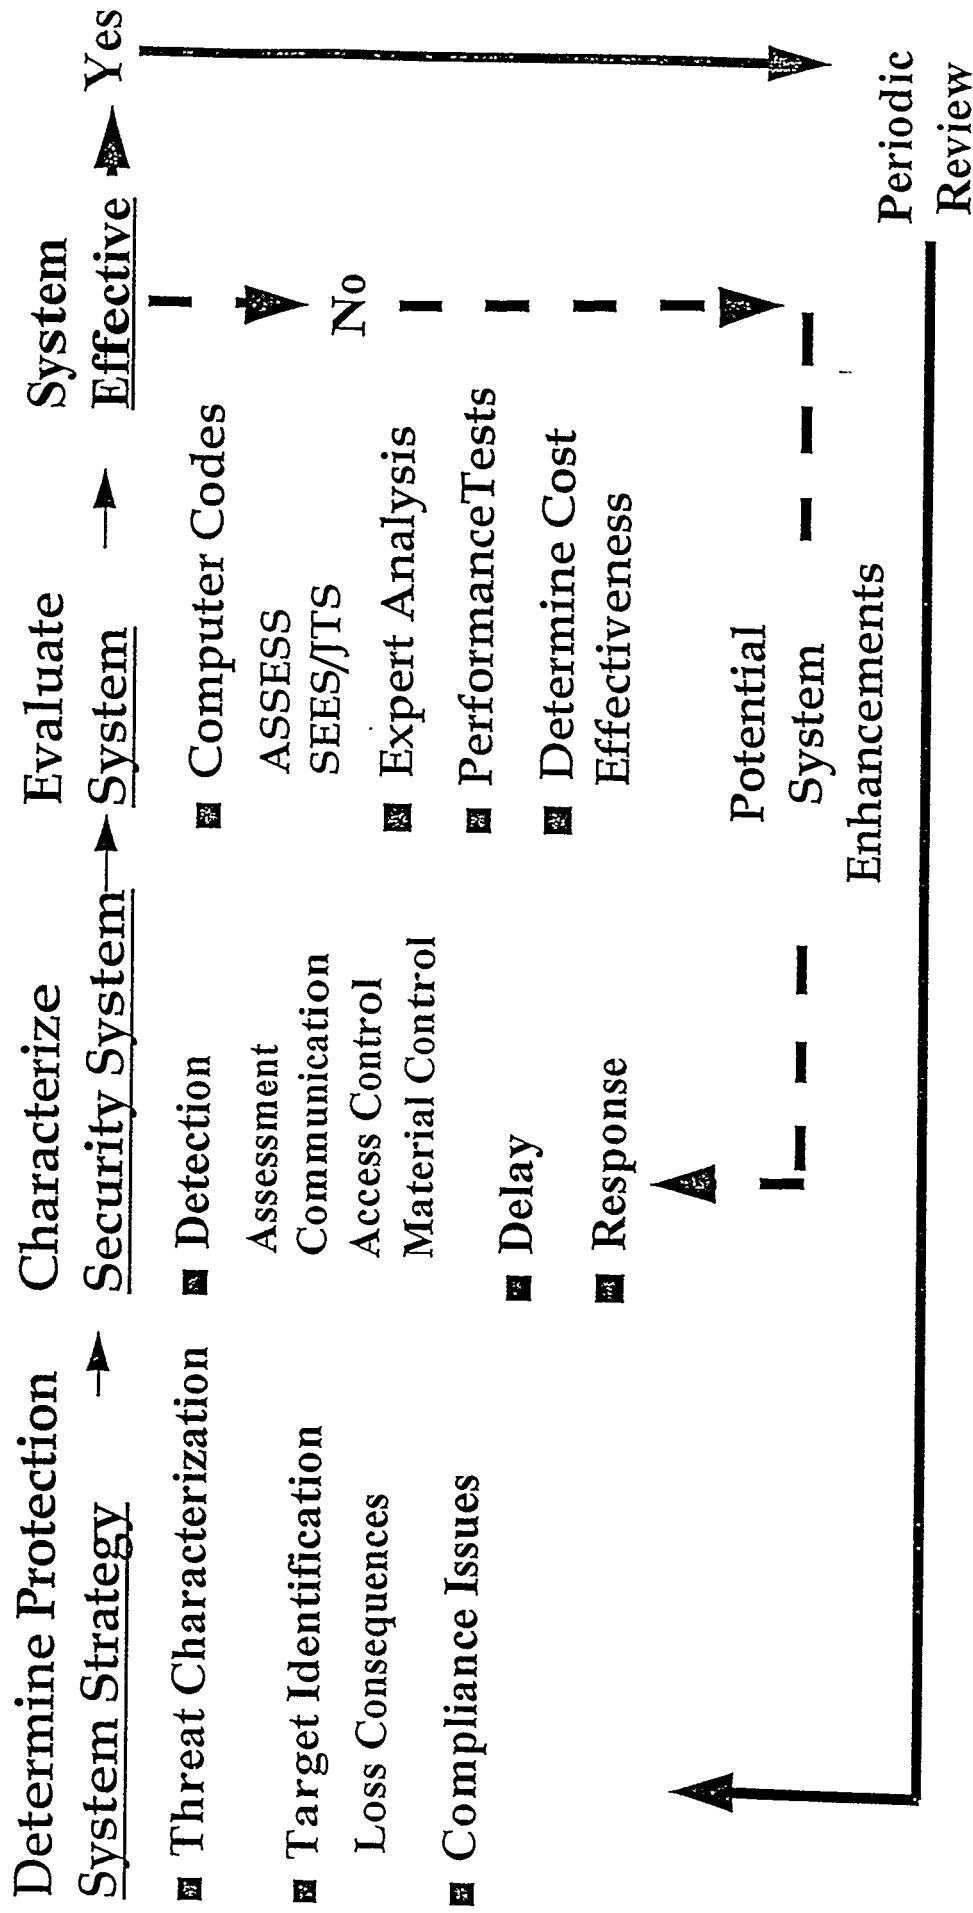 Determine Protection
System Strategy
■ Threat Characterization
■ Target Identification
Loss Consequences
■ Compliance Issues
Characterize
Security System
■ Detection
Assessment
Communication
Access Control
Material Control
■ Delay
■ Response
Evaluate
System
■ Computer Codes
ASSESS
SEES/JTS
■ Expert Analysis
■ PerformanceTests
■ Determine Cost
Effectiveness
System
Effective
Yes
No
Potential
System
Enhancements
Periodic
Review